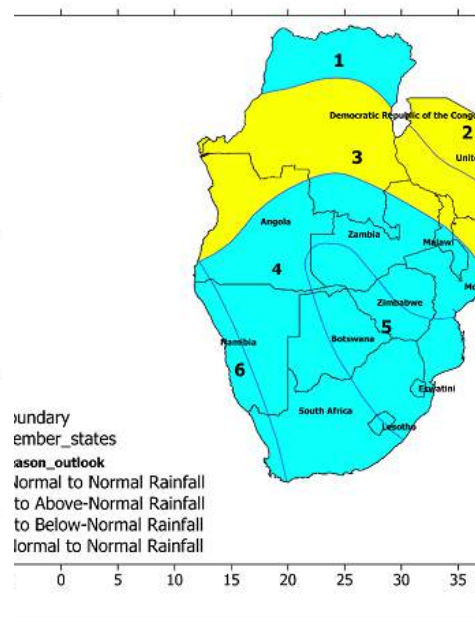 1
Democratic Republic of the Cong
2
Unite
3
Angola
Zambia
Malawi
Mo
4
Zimbabwe
5
Botswana
Namibia
6
Eswatini
South Africa
Lesotho
oundary
ember_states
ason_outlook
Normal to Normal Rainfall
to Above-Normal Rainfall
to Below-Normal Rainfall
Normal to Normal Rainfall
0 5 10 15 20 25 30 35